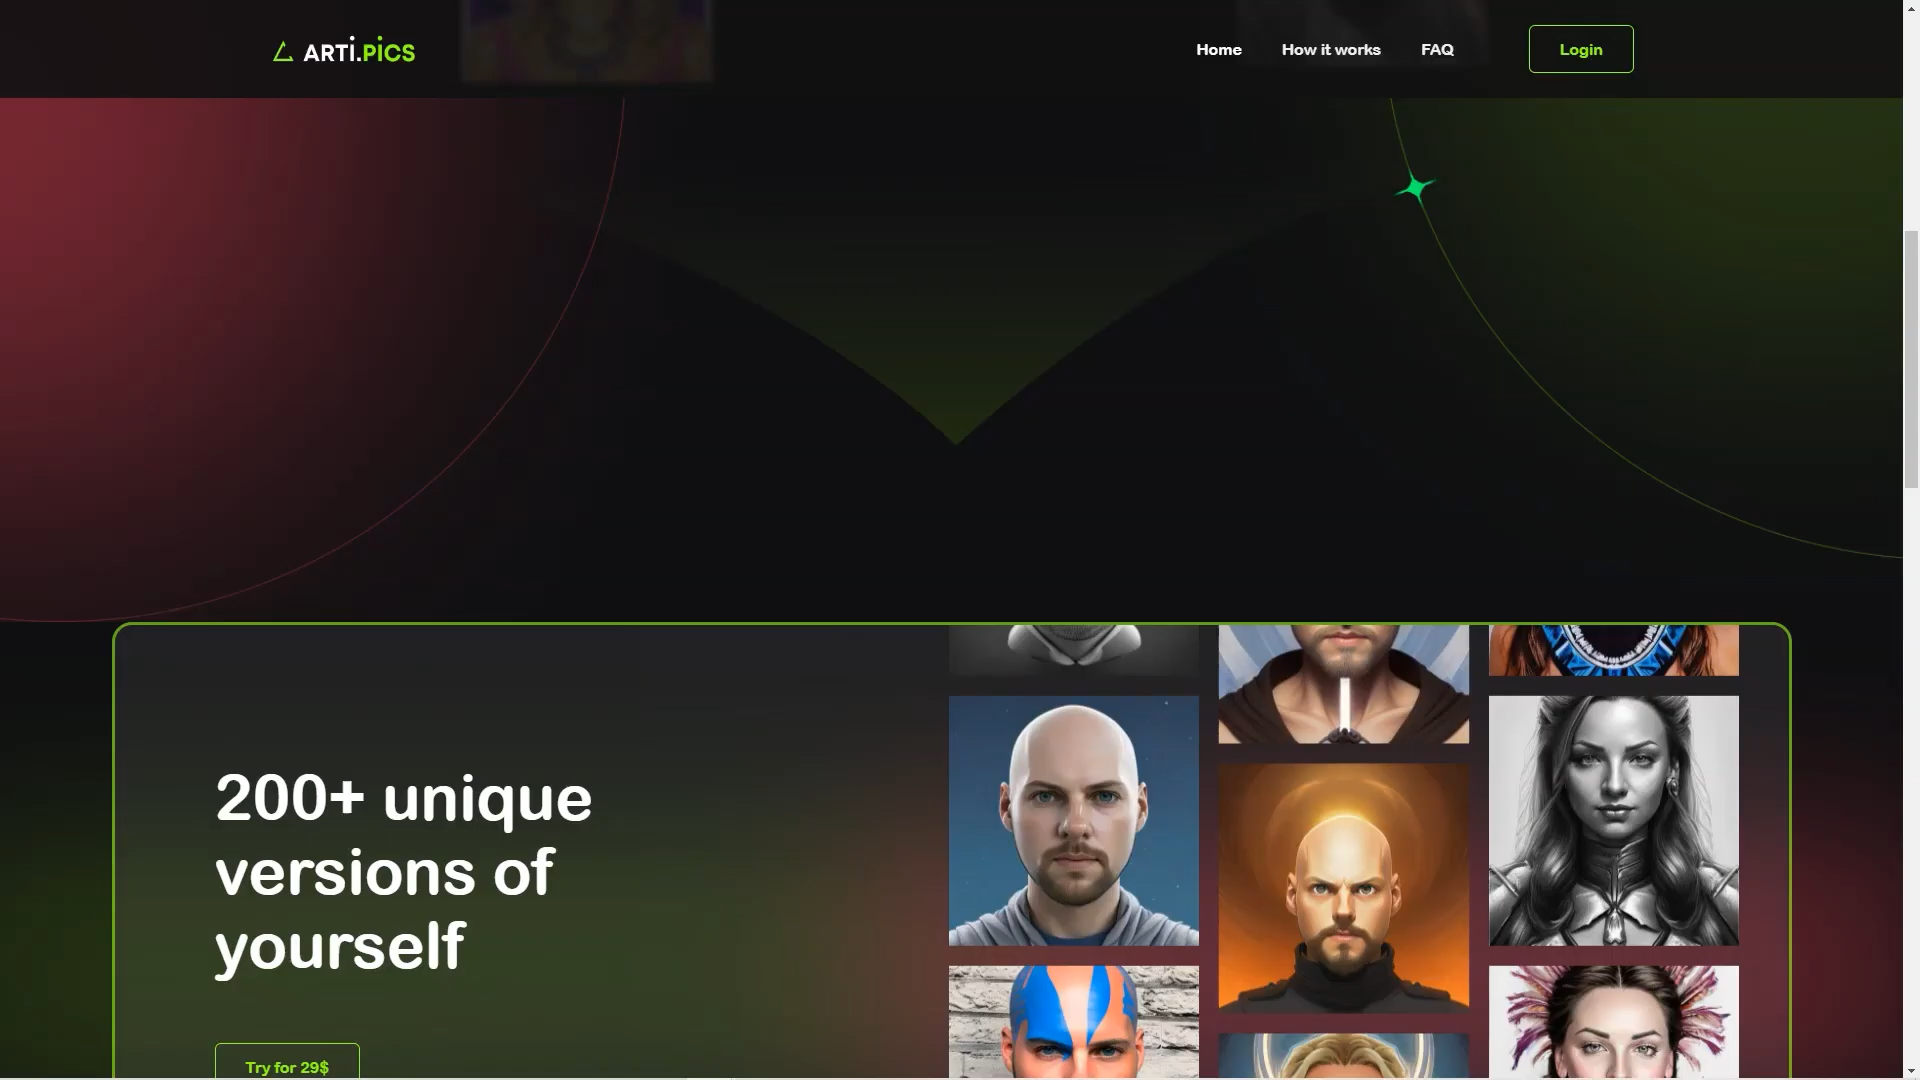 ARTi.PiCS
Home
How it works
FAQ
Login
200+ unique
versions of
yourself
Try for 29$